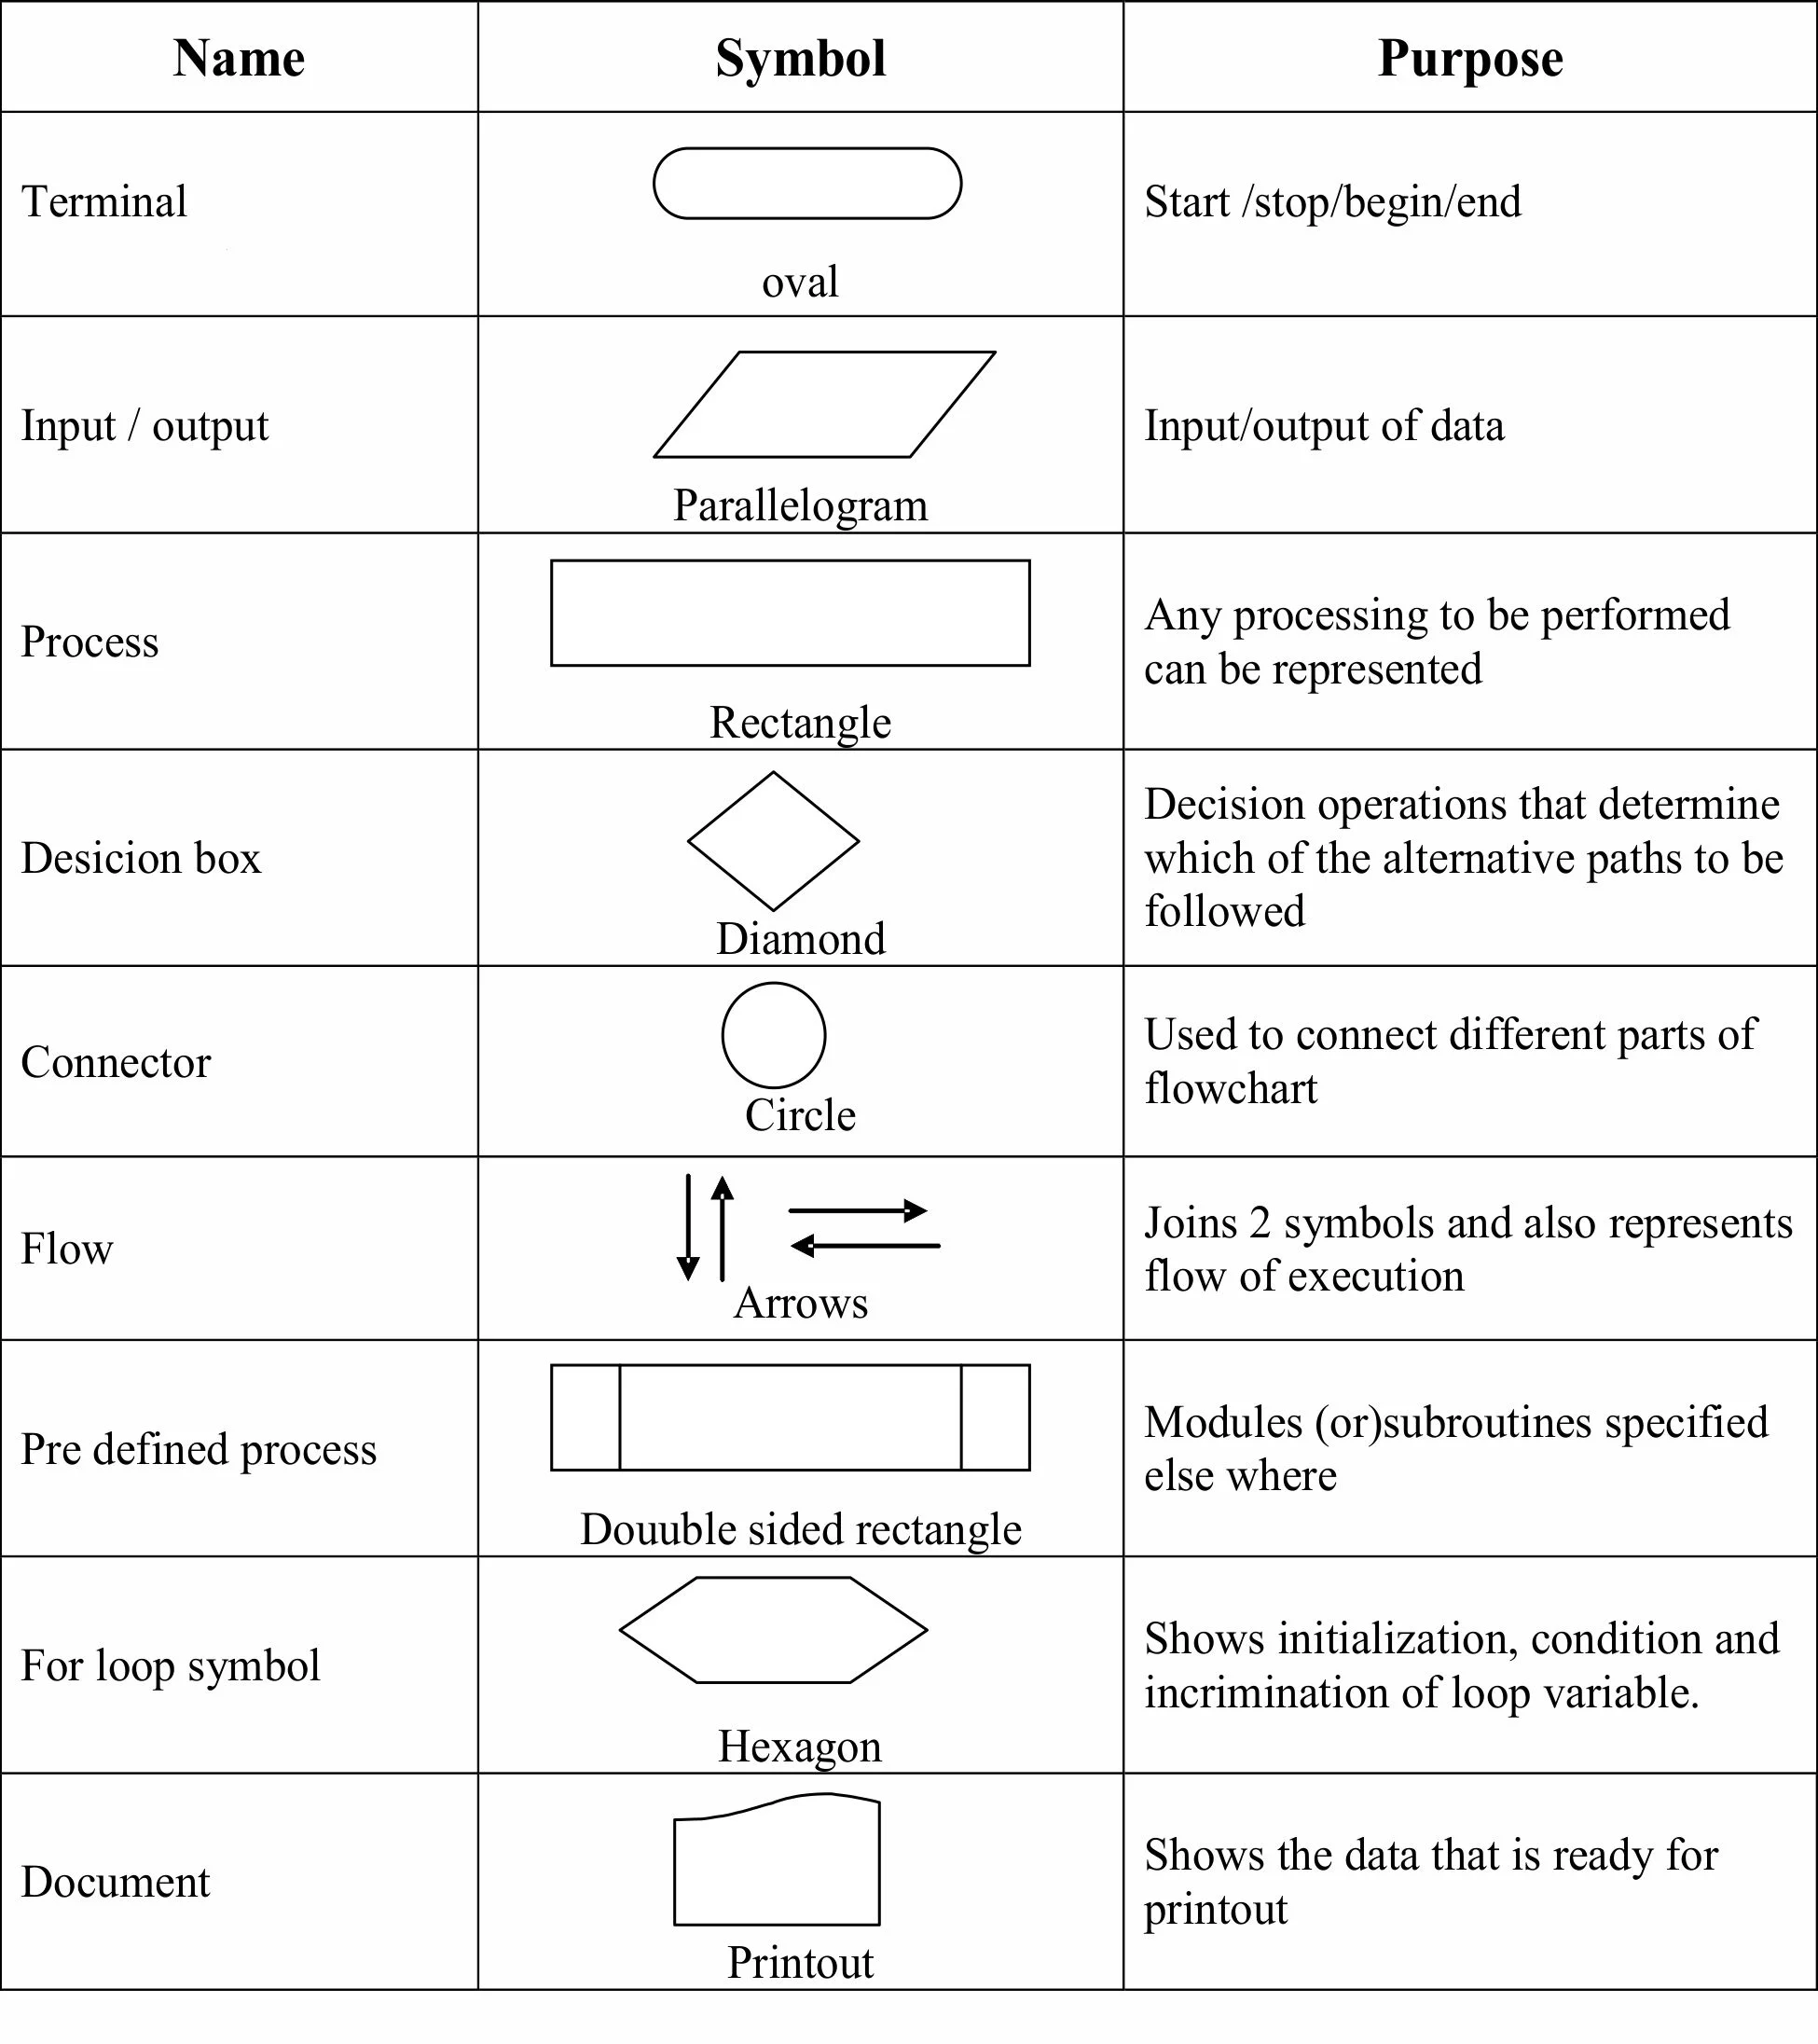 Name Symbol Purpose
Terminal
Start /stop/begin/end
oval
Input / output
Input/output of data
Parallelogram
Process
Any processing to be performed
can be represented
Rectangle
Desicion box
Decision operations that determine
which of the alternative paths to be
followed
Diamond
Connector
Used to connect different parts of
flowchart
Circle
Flow
Joins 2 symbols and also represents
flow of execution
Arrows
Pre defined process
Modules (or)subroutines specified
else where
Douuble sided rectangle
For loop symbol
Shows initialization, condition and
incrimination of loop variable.
Hexagon
Document
Shows the data that is ready for
printout
Printout